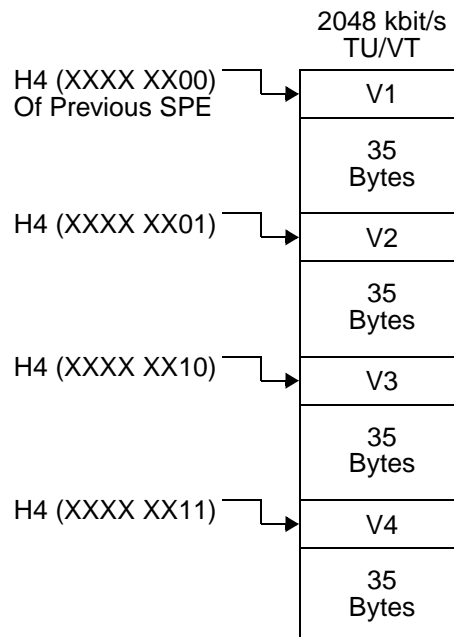 2048 kbit/s
TU/VT
H4 (XXXX XX00)
Of Previous SPE
V1
35
Bytes
H4 (XXXX XX01)
V2
35
Bytes
H4 (XXXX XX10)
V3
35
Bytes
H4 (XXXX XX11)
V4
35
Bytes